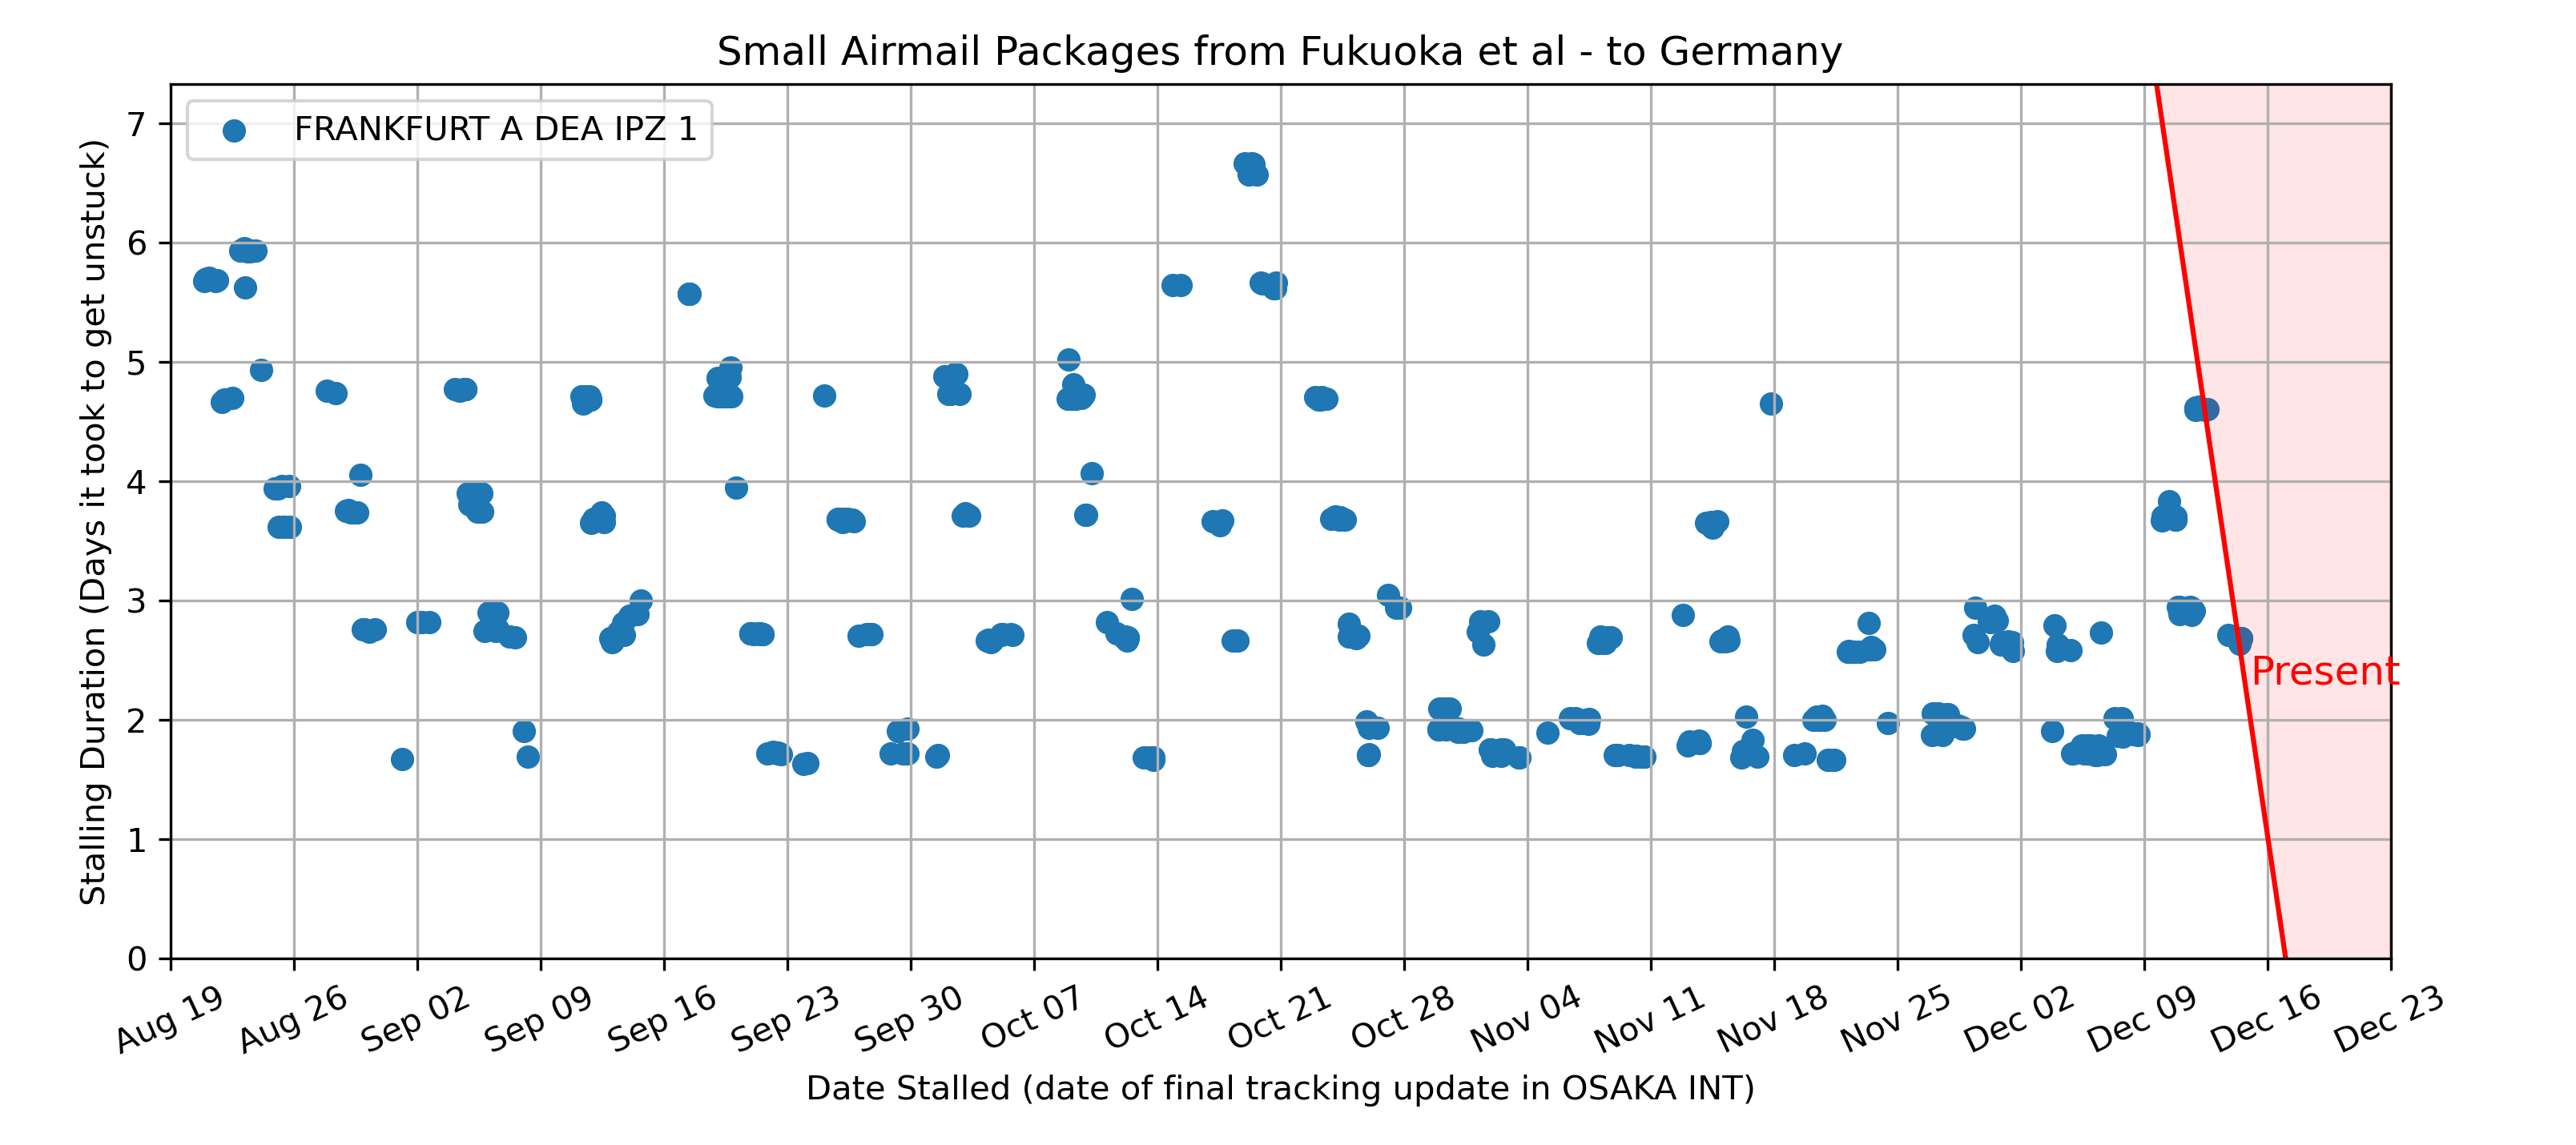 Small Airmail Packages from Fukuoka et al - to Germany
FRANKFURT A DEA IPZ 1
Stalling Duration (Days it took to get unstuck)
7
6
5
4
3
2
1
0
Present
Aug 19 Aug 26 Sep 02 Sep 09 Sep 16 Sep 23 Sep 30 Oct 07 Oct 14 Oct 21 Oct 28 Nov 04 Nov 11 Nov 18 Nov 25 Dec 02 Dec 09 Dec 16 Dec 23
Date Stalled (date of final tracking update in OSAKA INT)